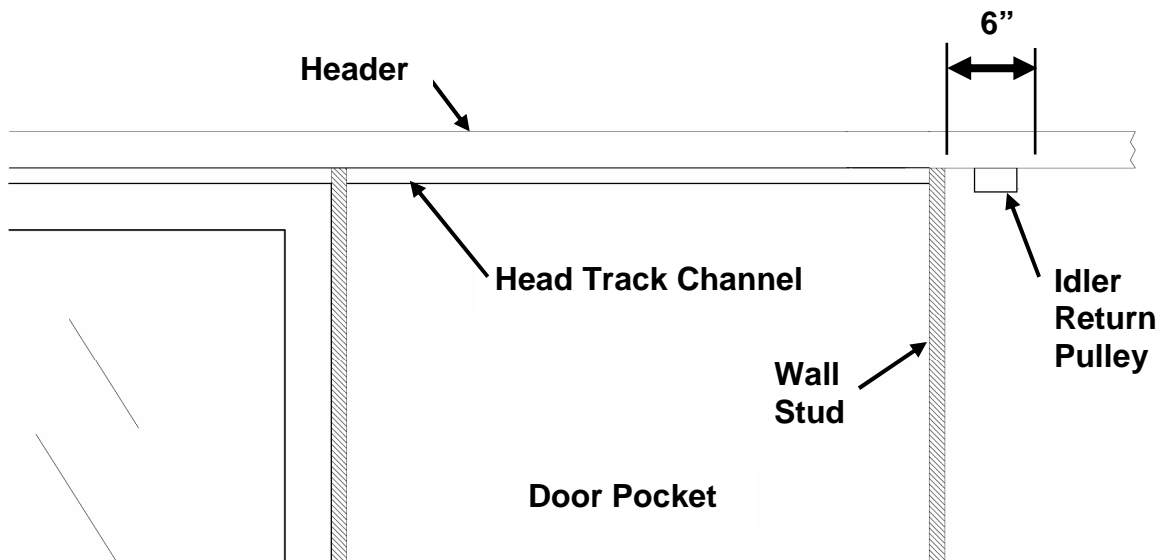 6”
Header
Head Track Channel
Idler
Return
Pulley
Wall
Stud
Door Pocket